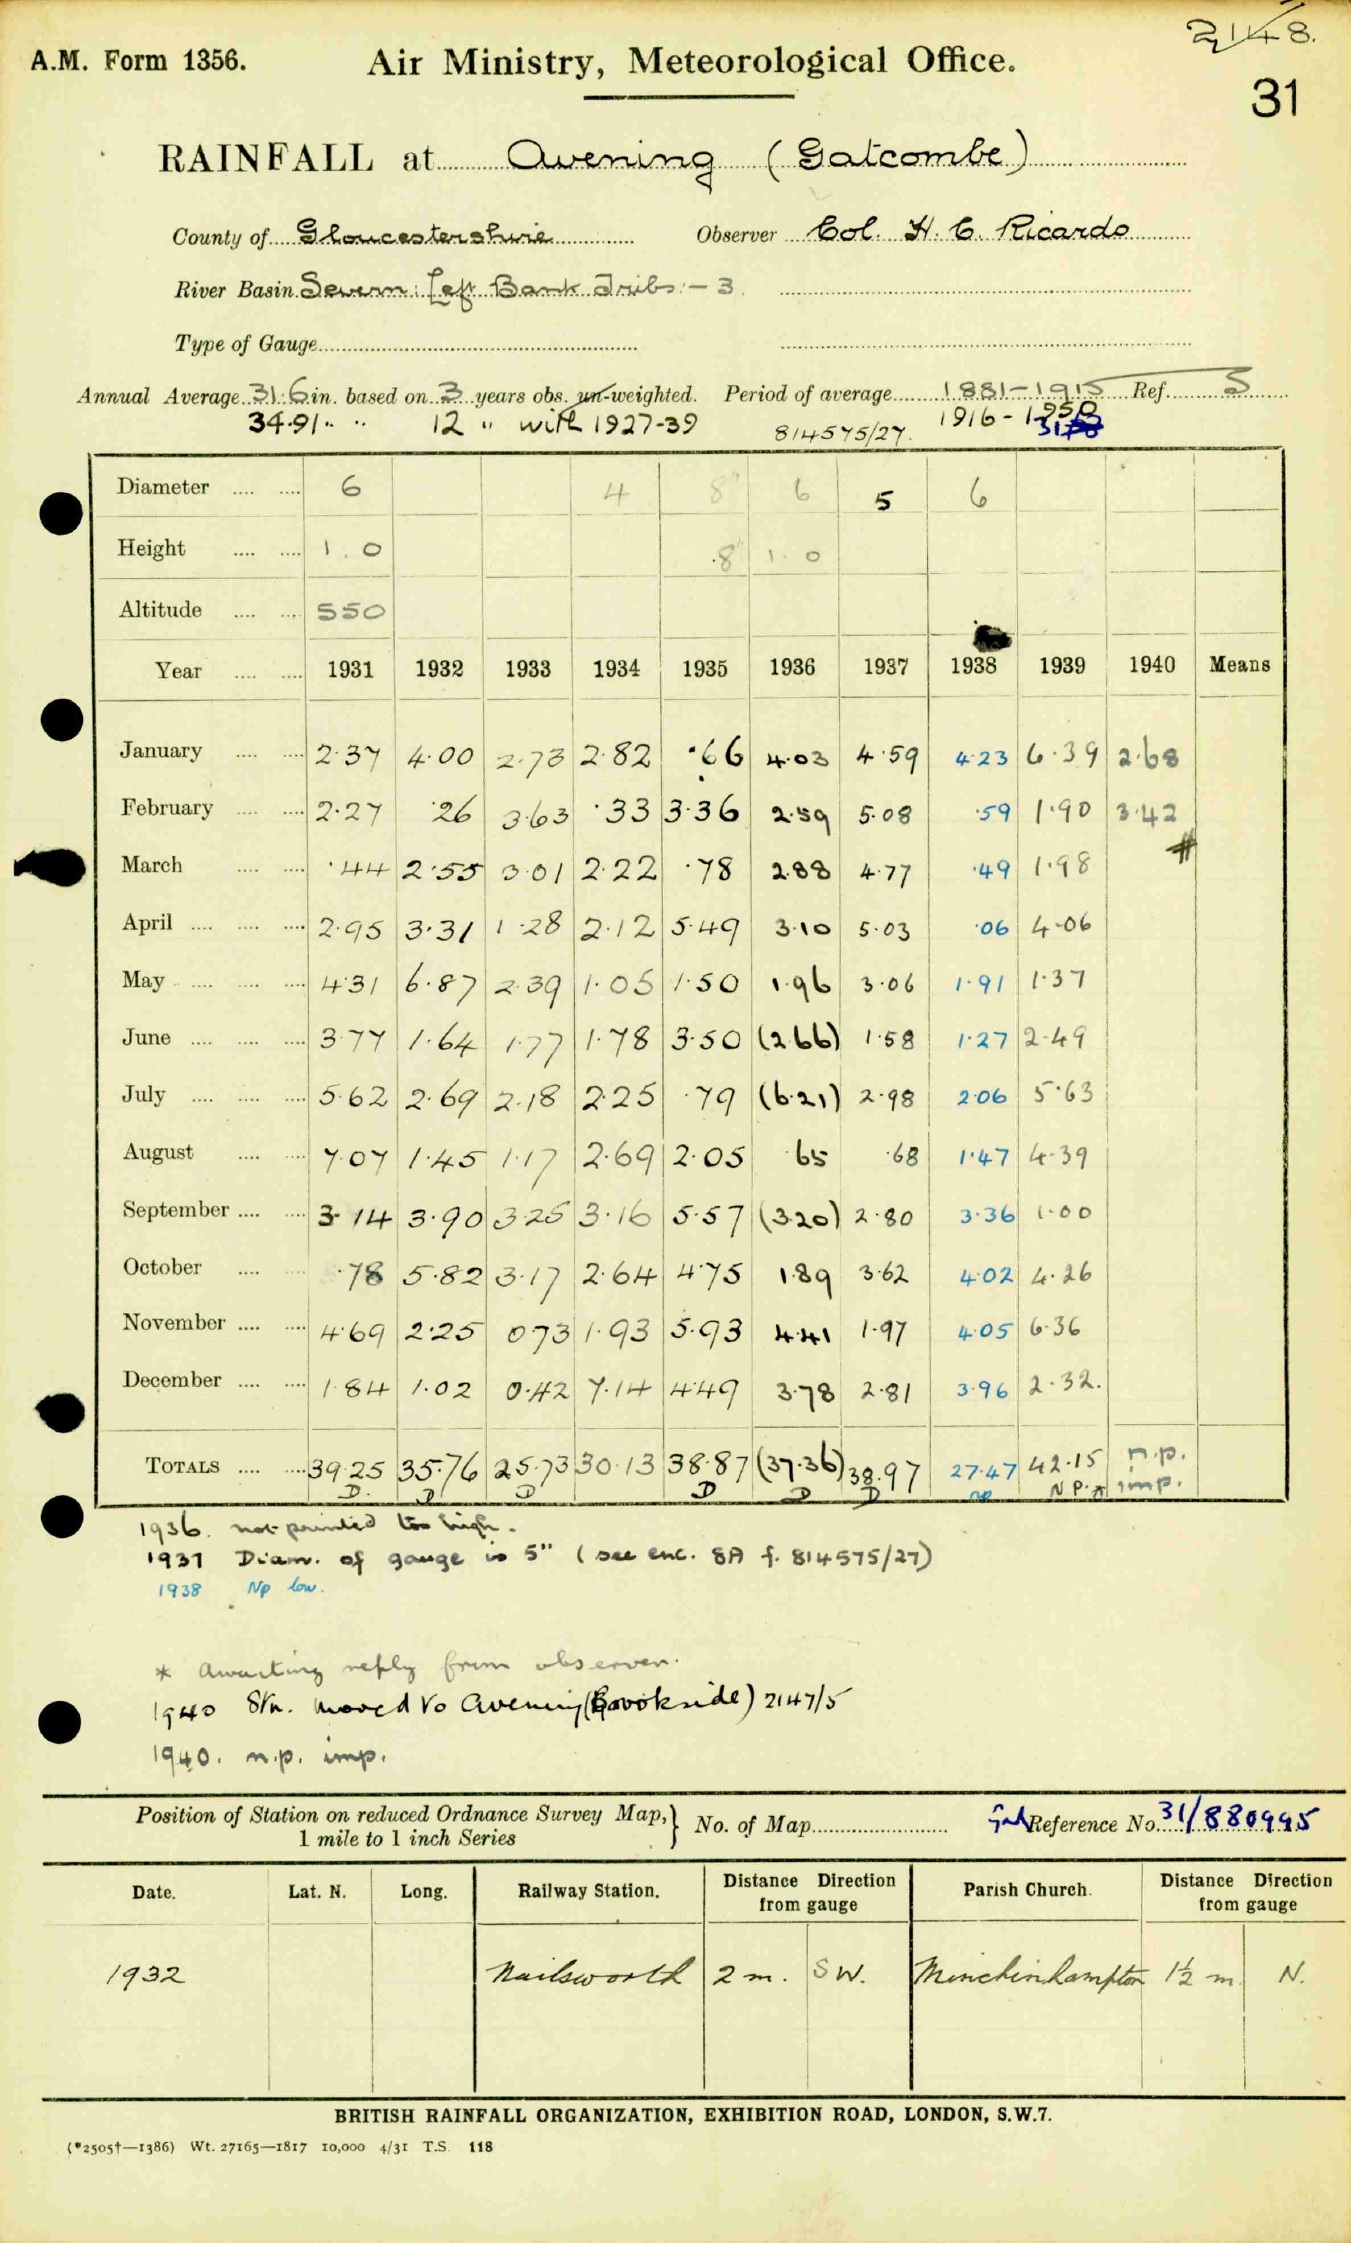 2148.
A.M. Form 1356. Air Ministry, Meteorological Office.
31
RAINFALL at Avening (Gatcombe)
County of Gloucestershire Observer Col. H. C. Ricardo
River Basin Severn: Left Bank Tribs - 3
Type of Gauge
Annual Average 31.6 in. based on 3 years obs. un-weighted. Period of average 1881-1915 Ref. S
34.91 " " 12 " with 1927-39 814575/27. 1916-1950
Diameter 6 4 8" 6 5 6
Height 1.0 .8" 1.0
Altitude 550
Year 1931 1932 1933 1934 1935 1936 1937 1938 1939 1940 Means
January 2.37 4.00 2.73 2.82 .66 4.03 4.59 4.23 6.39 2.68
February 2.27 .26 3.63 .33 3.36 2.59 5.08 .59 1.90 3.42
March .44 2.55 3.01 2.22 .78 2.88 4.77 .49 1.98
April 2.95 3.31 1.28 2.12 5.49 3.10 5.03 .06 4.06
May 4.31 6.87 2.39 1.05 1.50 1.96 3.06 1.91 1.37
June 3.77 1.64 1.77 1.78 3.50 (2.66) 1.58 1.27 2.49
July 5.62 2.69 2.18 2.25 .79 (6.21) 2.98 2.06 5.63
August 7.07 1.45 1.17 2.69 2.05 .65 .68 1.47 4.39
September 3.14 3.90 3.25 3.16 5.57 (3.20) 2.80 3.36 1.00
October .78 5.82 3.17 2.64 4.75 1.89 3.62 4.02 4.26
November 4.69 2.25 0.73 1.93 5.93 4.41 1.97 4.05 6.36
December 1.84 1.02 0.42 7.14 4.49 3.78 2.81 3.96 2.32.
TOTALS 39.25 35.76 25.73 30.13 38.87 (37.36) 38.97 27.47 42.15 n.p.
D. D D D D D np N P. * imp.
1936. not printed too high.
1937 Diam. of gauge is 5" (see enc. 8A f. 814575/27)
1938 Np low.
* Awaiting reply from observer.
1940 Stn. moved to Avening (Brookside) 2147/5
1940. n.p. imp.
Position of Station on reduced Ordnance Survey Map, } No. of Map Grid Reference No. 31/880995
1 mile to 1 inch Series
Date. Lat. N. Long. Railway Station. Distance Direction from gauge Parish Church. Distance Direction from gauge
1932 Nailsworth 2 m. SW. Minchinhampton 1½ m. N.
BRITISH RAINFALL ORGANIZATION, EXHIBITION ROAD, LONDON, S.W.7.
(*2505†—1386) Wt. 27165—1817 10,000 4/31 T.S. 118